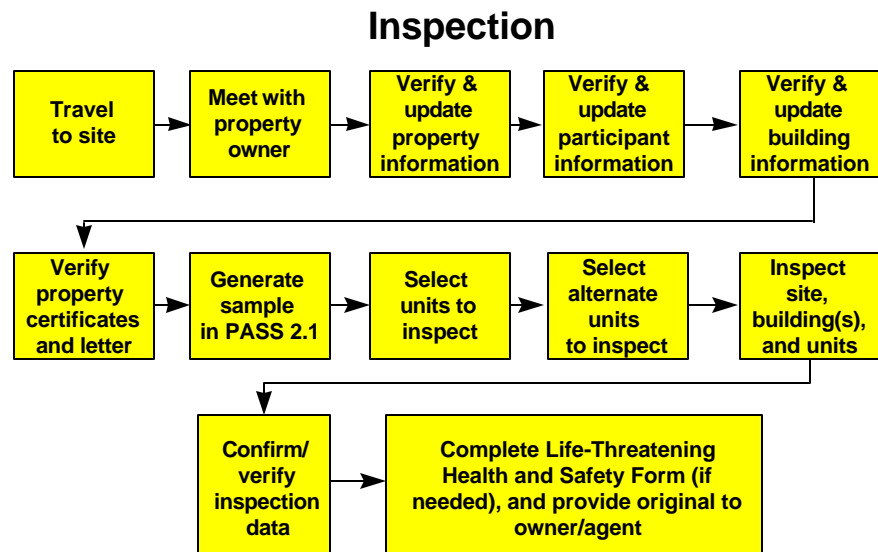 Inspection
Travel
to site
Meet with
property
owner
Verify &
update
property
information
Verify &
update
participant
information
Verify &
update
building
information
Verify
property
certificates
and letter
Generate
sample
in PASS 2.1
Select
units to
inspect
Select
alternate
units
to inspect
Inspect
site,
building(s),
and units
Confirm/
verify
inspection
data
Complete Life-Threatening
Health and Safety Form (if
needed), and provide original to
owner/agent